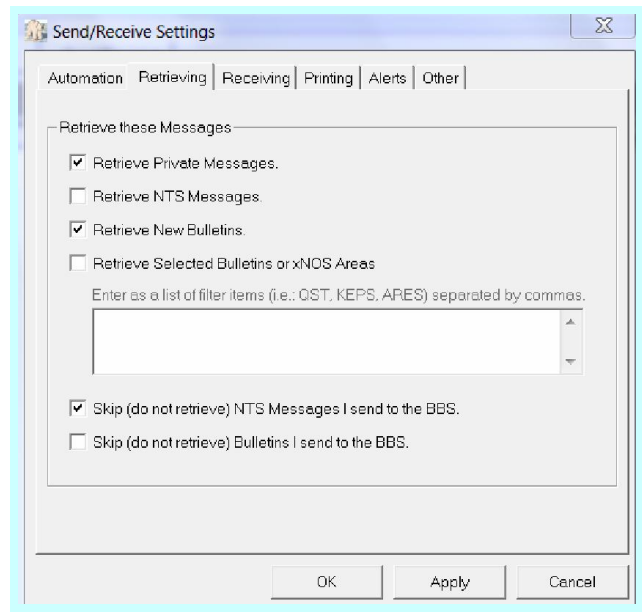 Send/Receive Settings
Automation Retrieving Receiving Printing Alerts Other
Retrieve these Messages
Retrieve Private Messages.
Retrieve NTS Messages.
Retrieve New Bulletins.
Retrieve Selected Bulletins or xNOS Areas
Enter as a list of filter items (i.e.: QST, KEPS, ARES) separated by commas.
Skip (do not retrieve) NTS Messages I send to the BBS.
Skip (do not retrieve) Bulletins I send to the BBS.
OK Apply Cancel